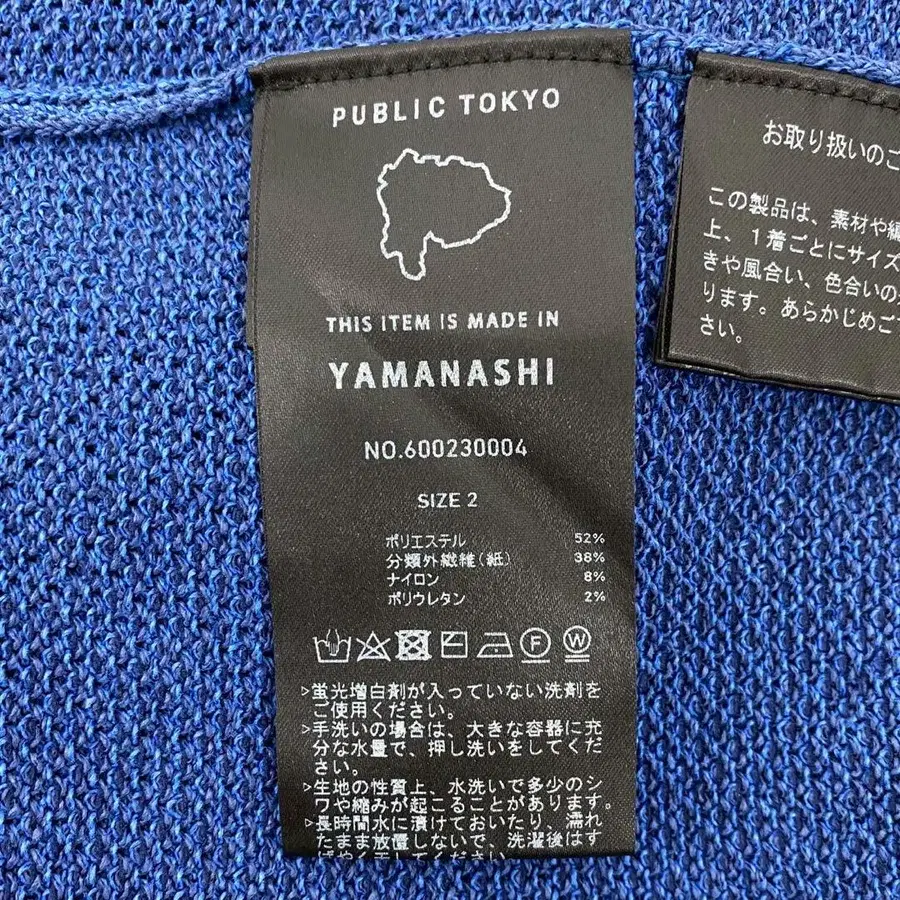 PUBLIC TOKYO
THIS ITEM IS MADE IN
YAMANASHI
NO.600230004
SIZE 2
ポリエステル 52%
分類外繊維(紙) 38%
ナイロン 8%
ポリウレタン 2%
F W
>蛍光増白剤が入っていない洗剤を
ご使用ください。
>手洗いの場合は、大きな容器に充
分な水量で、押し洗いをしてくだ
さい。
>生地の性質上、水洗いで多少のシ
ワや縮みが起こることがあります。
>長時間水に漬けておいたり、濡れ
たまま放置しないで、洗濯後はす
ばやく干してください。
お取り扱いのご
この製品は、素材や編
上、1着ごとにサイズ
きや風合い、色合いの
ります。あらかじめご
さい。